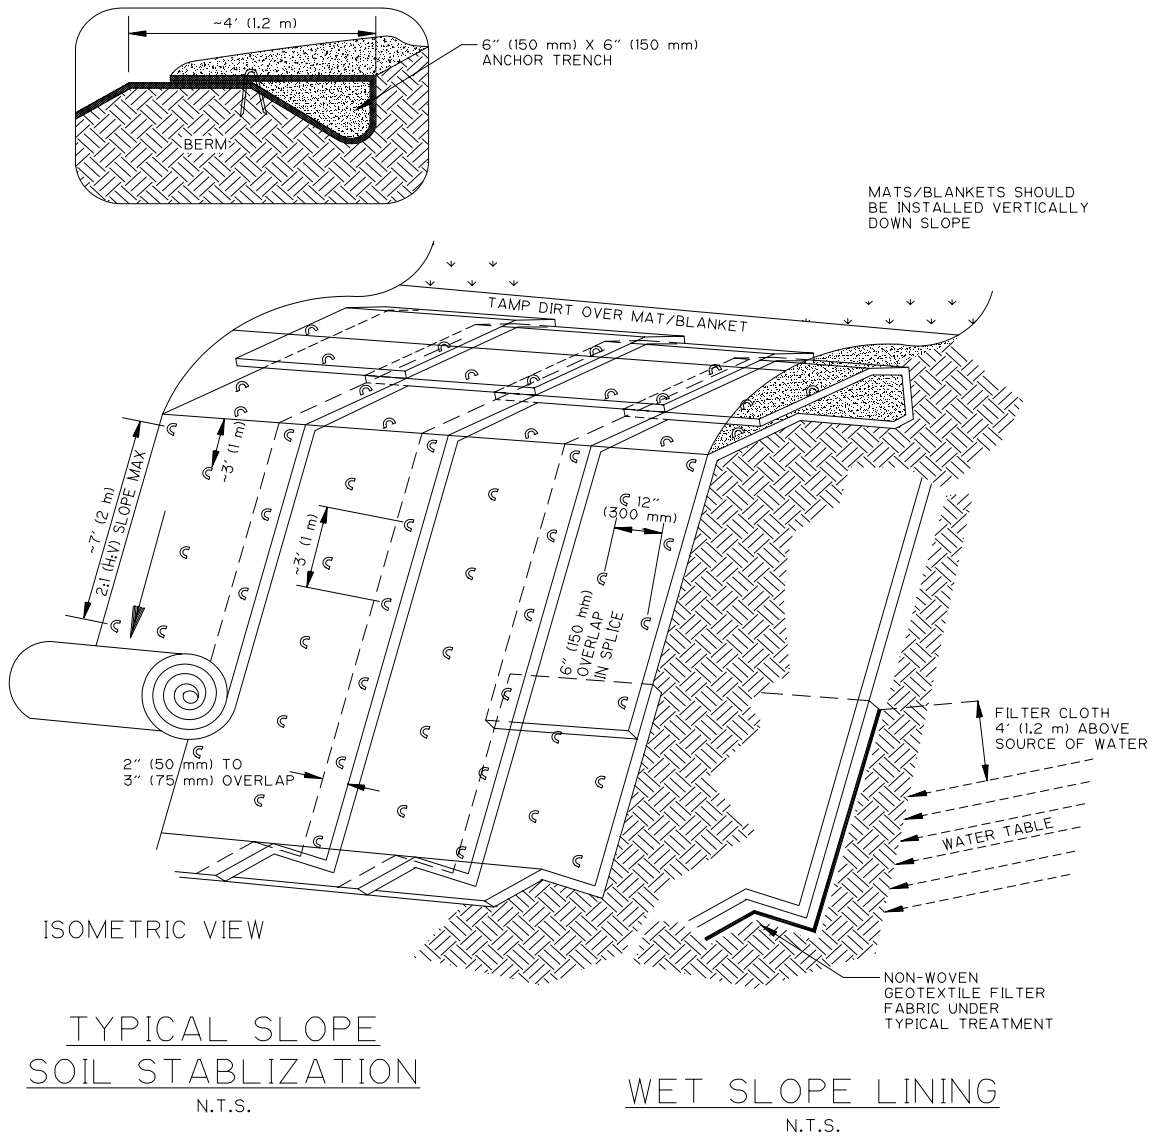 ~4' (1.2 m)
6" (150 mm) X 6" (150 mm)
ANCHOR TRENCH
BERM
MATS/BLANKETS SHOULD
BE INSTALLED VERTICALLY
DOWN SLOPE
TAMP DIRT OVER MAT/BLANKET
~3' (1 m)
~7' (2 m)
2:1 (H:V) SLOPE MAX
~3' (1 m)
12"
(300 mm)
6" (150 mm)
OVERLAP
IN SPLICE
2" (50 mm) TO
3" (75 mm) OVERLAP
FILTER CLOTH
4' (1.2 m) ABOVE
SOURCE OF WATER
WATER TABLE
ISOMETRIC VIEW
NON-WOVEN
GEOTEXTILE FILTER
FABRIC UNDER
TYPICAL TREATMENT
TYPICAL SLOPE
SOIL STABLIZATION
N.T.S.
WET SLOPE LINING
N.T.S.